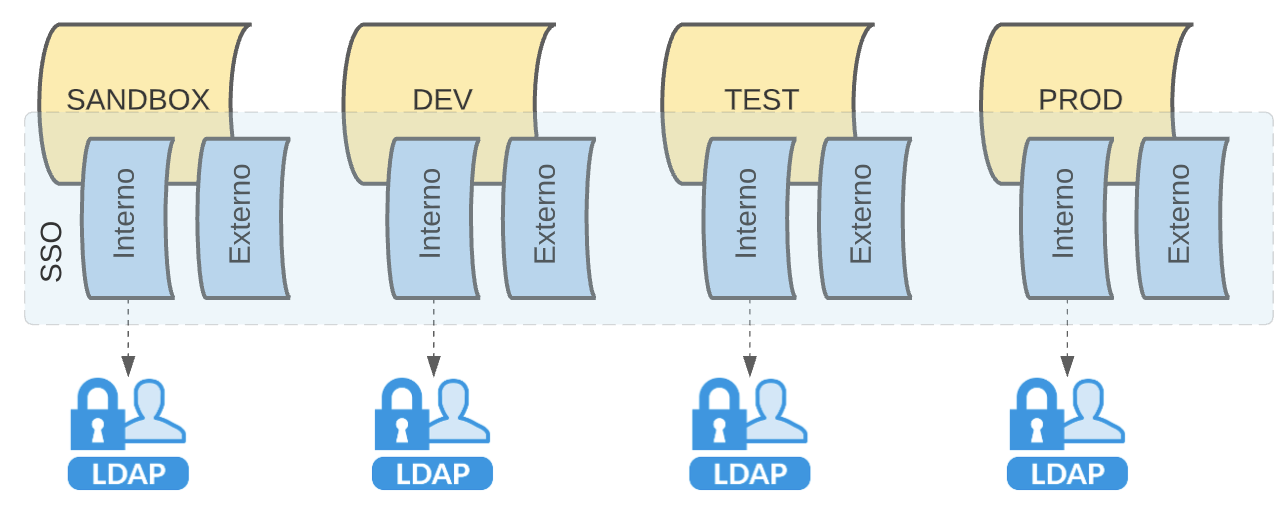 SANDBOX
DEV
TEST
PROD
SSO
Interno
Externo
Interno
Externo
Interno
Externo
Interno
Externo
LDAP
LDAP
LDAP
LDAP